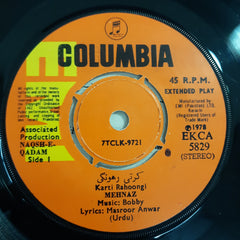 COLUMBIA
45 R.P.M.
EXTENDED PLAY
7TCLK-9721
Manufactured by
EMI (Pakistan) LTD.
Karachi
Registered Users of
Trade Mark
Associated
Production
NAQSH-E-
QADAM
Side 1
℗1978
EKCA
5829
(STEREO)
کرتی رہونگی
Karti Rahoongi
MEHNAZ
Music: Bobby
Lyrics: Masroor Anwar
(Urdu)